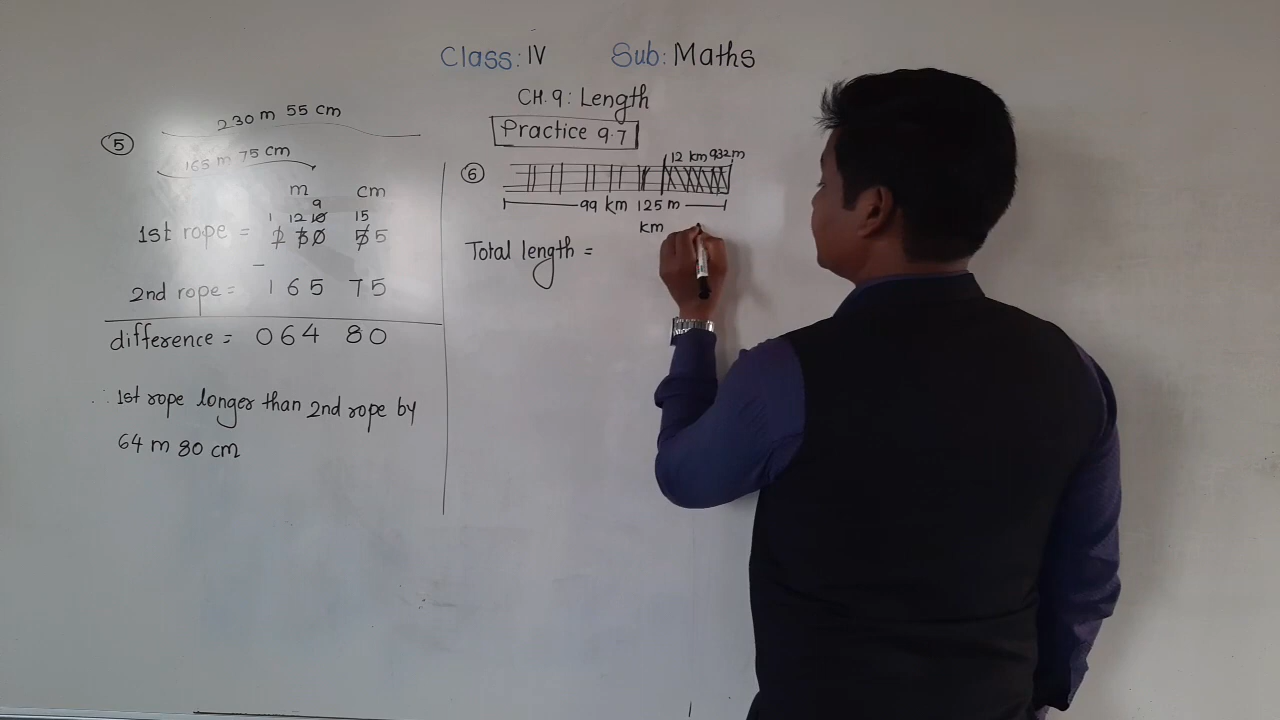 Class: IV Sub: Maths
CH.9: Length
Practice 9.7
5
230 m 55 cm
165 m 75 cm
m cm
9
1 12 10 15
1st rope = 2 3 0 5 5
-
2nd rope = 1 6 5 7 5
difference = 0 6 4 8 0
∴ 1st rope longer than 2nd rope by
64 m 80 cm
6
12 km 932 m
99 km 125 m
km
Total length =